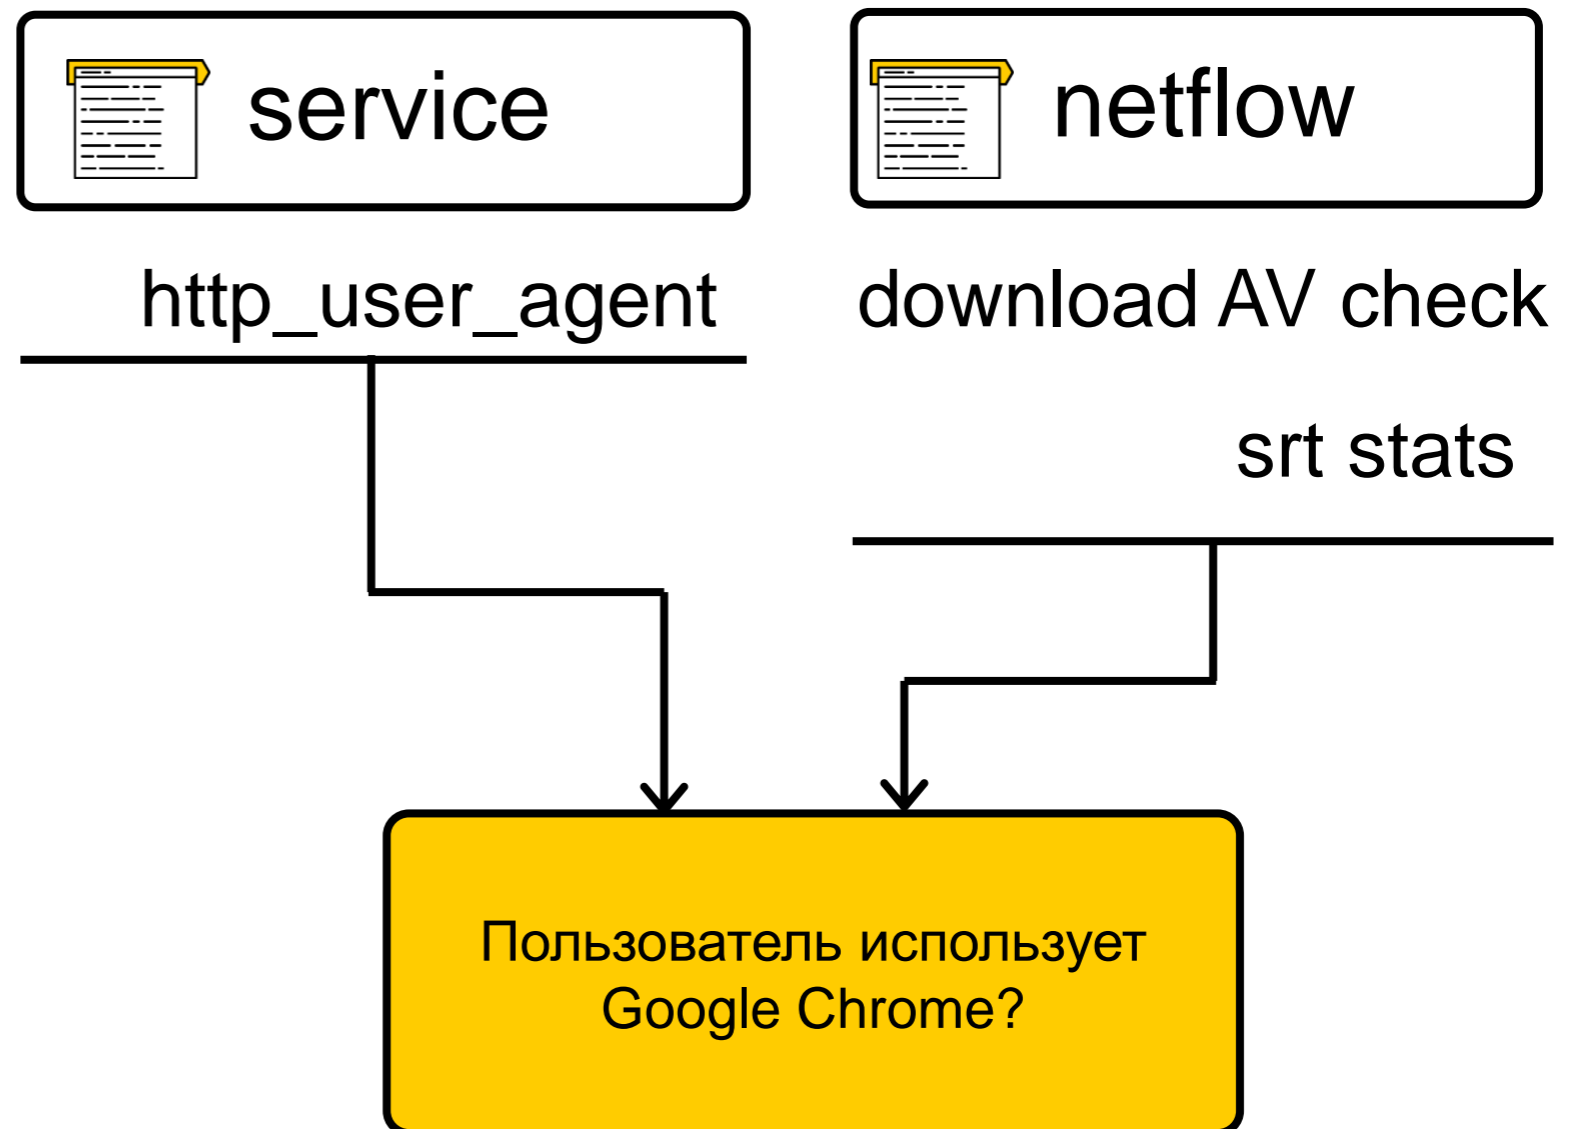 service
netflow
http_user_agent
download AV check
srt stats
Пользователь использует
Google Chrome?